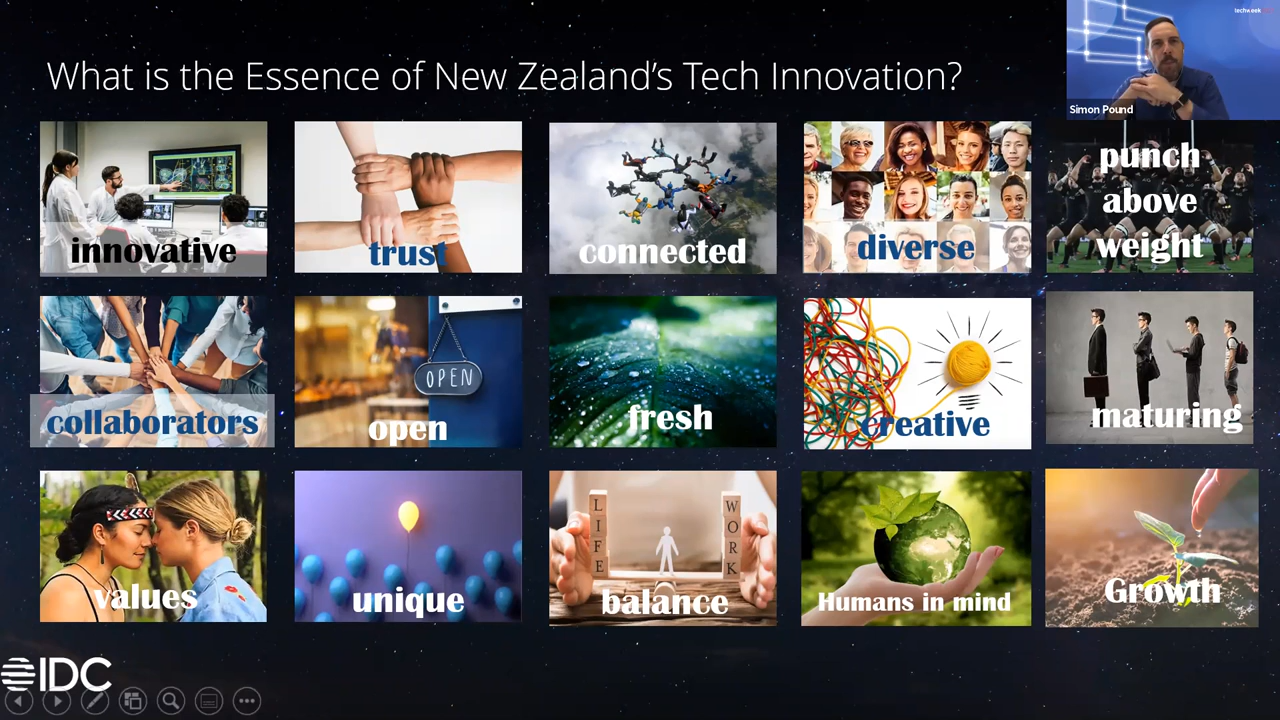 techweek
What is the Essence of New Zealand's Tech Innovation?
Simon Pound
innovative
trust
connected
diverse
punch
above
weight
collaborators
OPEN
open
fresh
creative
maturing
values
unique
LIFE
WORK
balance
Humans in mind
Growth
IDC